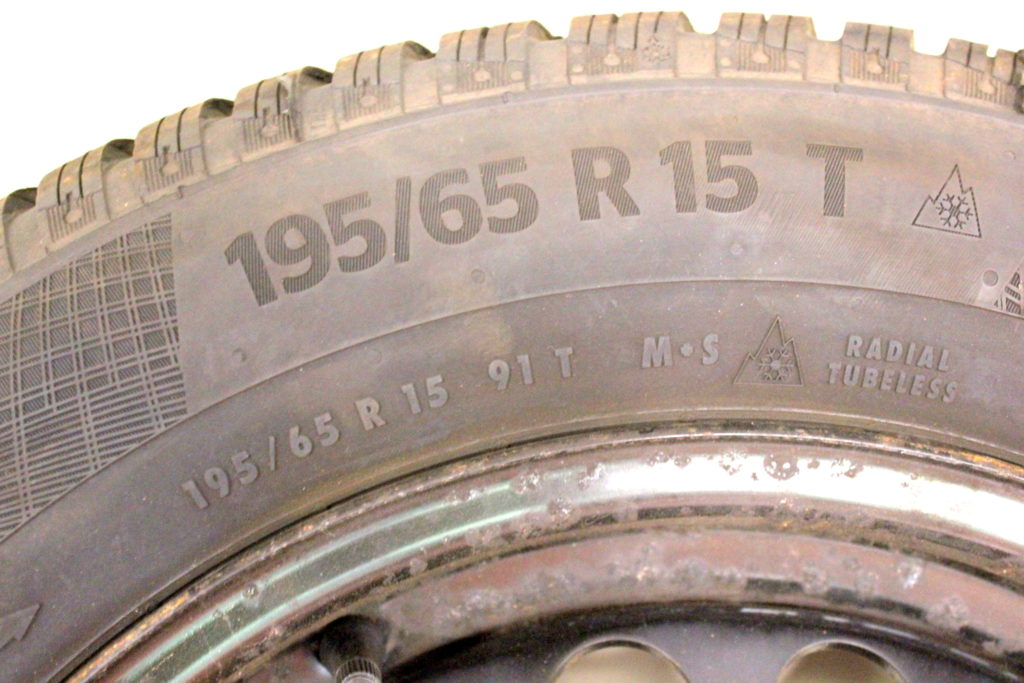 195/65 R 15 T
195/65 R 15 91 T M+S RADIAL
TUBELESS